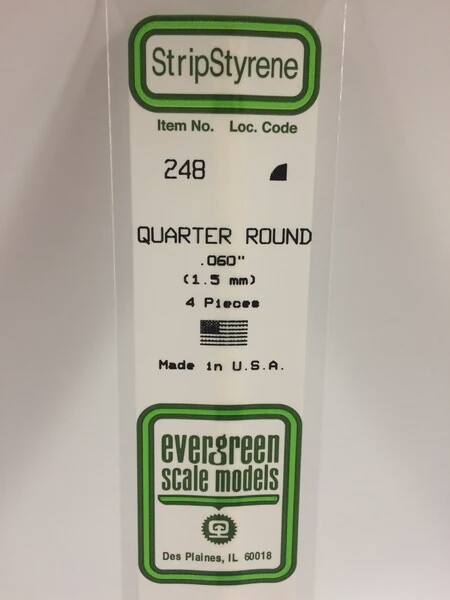 StripStyrene
Item No. Loc. Code
248
QUARTER ROUND
.060"
(1.5 mm)
4 Pieces
Made in U.S.A.
evergreen
scale models
Des Plaines, IL 60018